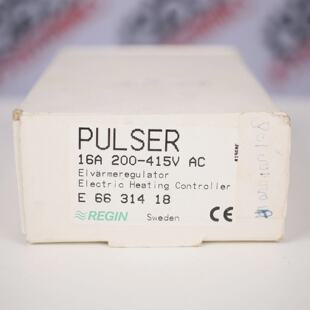 PULSER
16A 200-415V AC
Elvärmeregulator
Electric Heating Controller
E 66 314 18
REGIN
Sweden
CE